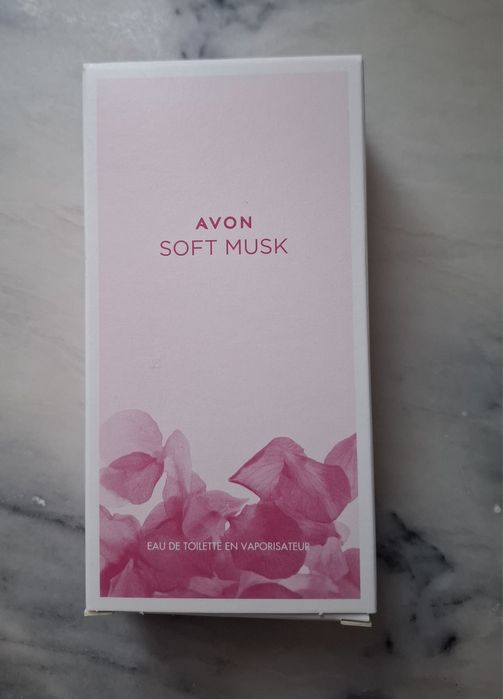 AVON
SOFT MUSK
EAU DE TOILETTE EN VAPORISATEUR